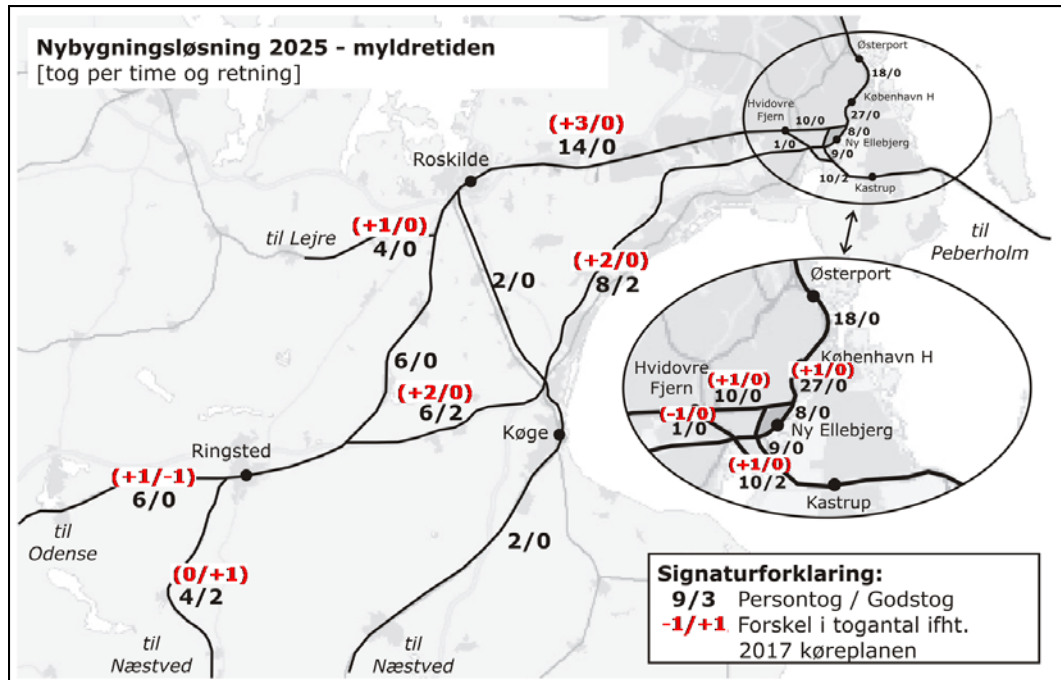 Nybygningsløsning 2025 - myldretiden
[tog per time og retning]
Østerport
18/0
København H
Hvidovre
Fjern
10/0
27/0
8/0
Ny Ellebjerg
1/0
9/0
10/2
Kastrup
(+3/0)
14/0
Roskilde
til
Peberholm
(+1/0)
til Lejre
4/0
(+2/0)
8/2
2/0
Østerport
18/0
København H
Hvidovre
Fjern
(+1/0)
10/0
(+1/0)
27/0
(-1/0)
1/0
8/0
Ny Ellebjerg
9/0
(+1/0)
10/2
Kastrup
6/0
(+2/0)
6/2
Køge
Ringsted
(+1/-1)
6/0
til
Odense
2/0
(0/+1)
4/2
til
Næstved
til
Næstved
Signaturforklaring:
9/3 Persontog / Godstog
-1/+1 Forskel i togantal ifht.
2017 køreplanen